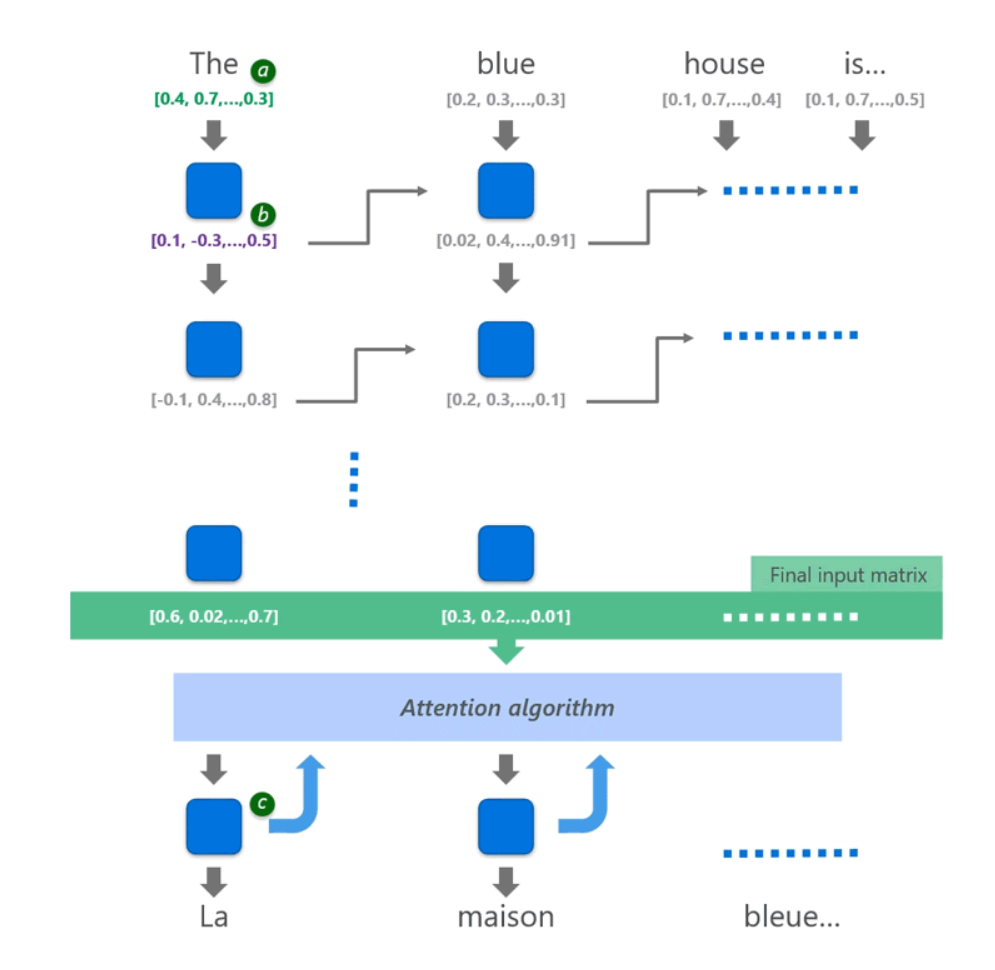 The a blue house is...
[0.4, 0.7,...,0.3] [0.2, 0.3,...,0.3] [0.1, 0.7,...,0.4] [0.1, 0.7,...,0.5]
b
[0.1, -0.3,...,0.5] [0.02, 0.4,...,0.91]
[-0.1, 0.4,...,0.8] [0.2, 0.3,...,0.1]
Final input matrix
[0.6, 0.02,...,0.7] [0.3, 0.2,...,0.01]
Attention algorithm
c
La maison bleue...